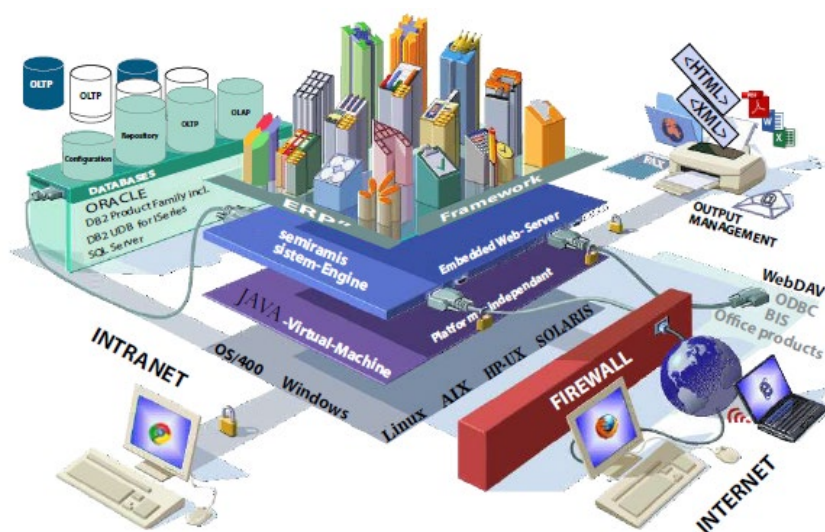 OLTP
OLTP
OLTP
OLAP
Repository
Configuration
DATABASES
ORACLE
DB2 Product Family incl.
DB2 UDB for iSeries
SQL Server
ERP"
Framework
semiramis
sistem-Engine
Embedded Web-Server
JAVA-Virtual-Machine
Platform-independant
OS/400
Windows
Linux
AIX
HP-UX
SOLARIS
<HTML>
<XML>
FAX
OUTPUT
MANAGEMENT
WebDAV
ODBC
BIS
Office products
INTRANET
FIREWALL
INTERNET